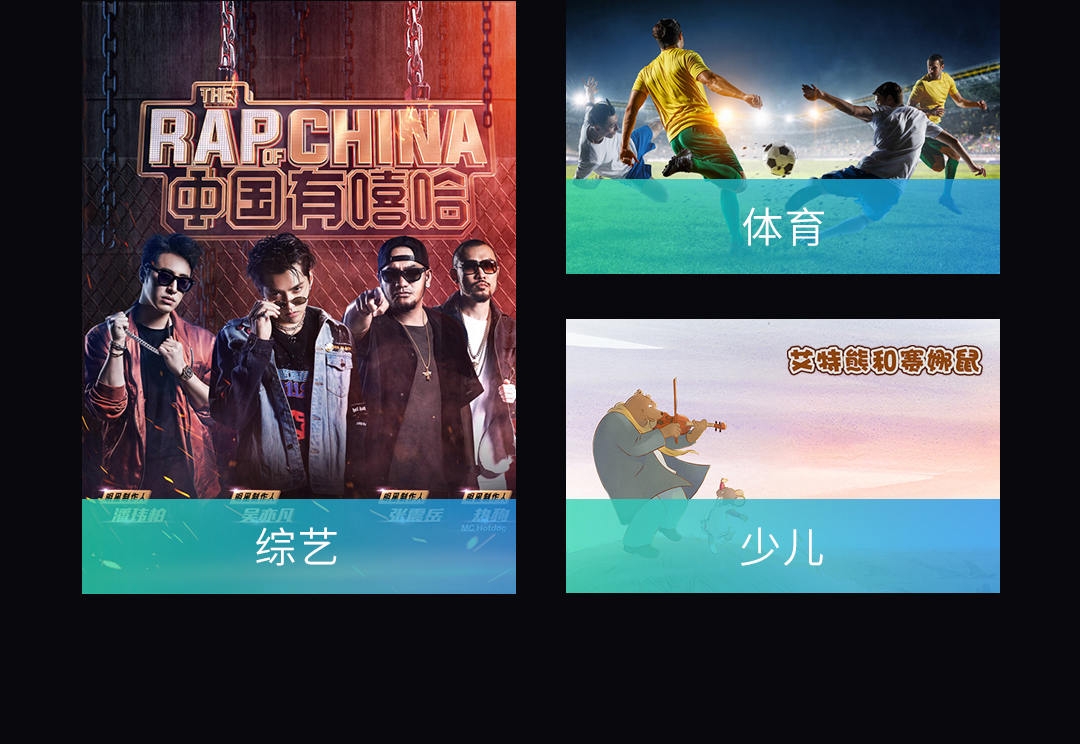 THE
RAP OF CHINA
中国有嘻哈
明星制作人 明星制作人 明星制作人 明星制作人
潘玮柏 吴亦凡 张震岳 热狗
MC Hotdog
综艺
体育
艾特熊和赛娜鼠
少儿